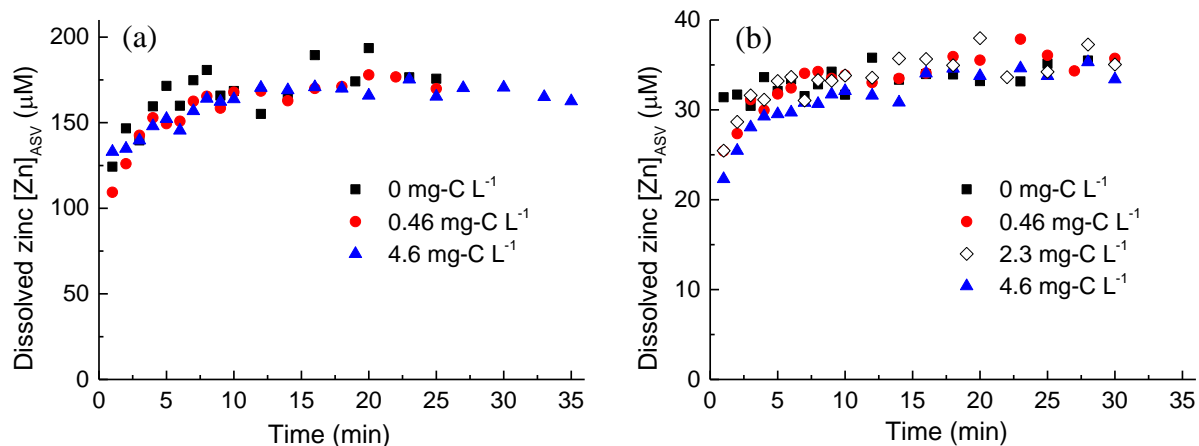 (a)
Dissolved zinc [Zn]ASV (μM)
200
150
100
50
0
0 mg-C L-1
0.46 mg-C L-1
4.6 mg-C L-1
0 5 10 15 20 25 30 35
Time (min)
(b)
Dissolved zinc [Zn]ASV (μM)
40
30
20
10
0
0 mg-C L-1
0.46 mg-C L-1
2.3 mg-C L-1
4.6 mg-C L-1
0 5 10 15 20 25 30 35
Time (min)